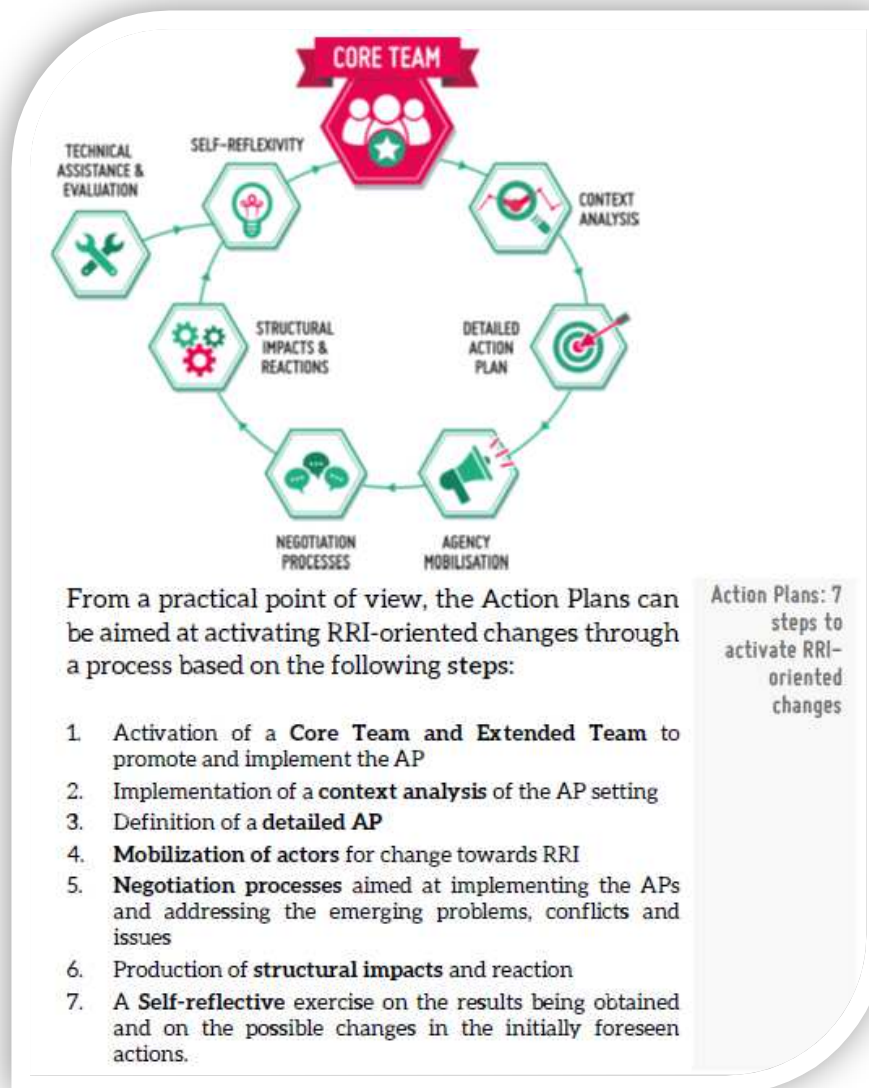 CORE TEAM
SELF-REFLEXIVITY
TECHNICAL
ASSISTANCE &
EVALUATION
CONTEXT
ANALYSIS
STRUCTURAL
IMPACTS &
REACTIONS
DETAILED
ACTION
PLAN
NEGOTIATION
PROCESSES
AGENCY
MOBILISATION
From a practical point of view, the Action Plans can
be aimed at activating RRI-oriented changes through
a process based on the following steps:
Action Plans: 7
steps to
activate RRI-
oriented
changes
1. Activation of a Core Team and Extended Team to
promote and implement the AP
2. Implementation of a context analysis of the AP setting
3. Definition of a detailed AP
4. Mobilization of actors for change towards RRI
5. Negotiation processes aimed at implementing the APs
and addressing the emerging problems, conflicts and
issues
6. Production of structural impacts and reaction
7. A Self-reflective exercise on the results being obtained
and on the possible changes in the initially foreseen
actions.